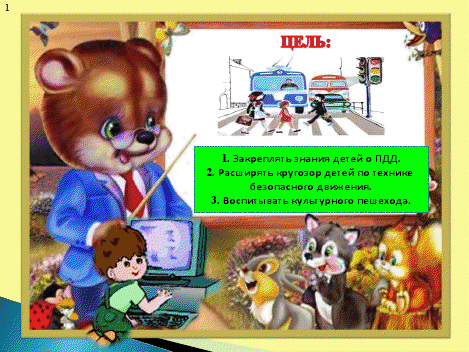 1
ЦЕЛЬ:
1. Закреплять знания детей о ПДД.
2. Расширять кругозор детей по технике
безопасного движения.
3. Воспитывать культурного пешехода.